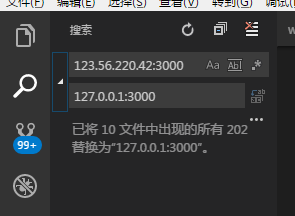 文件(F) 编辑(E) 选择(S) 查看(V) 转到(G) 调试(
搜索
123.56.220.42:3000
Aa Ab| .*
127.0.0.1:3000
已将 10 文件中出现的所有 202
替换为"127.0.0.1:3000"。
99+